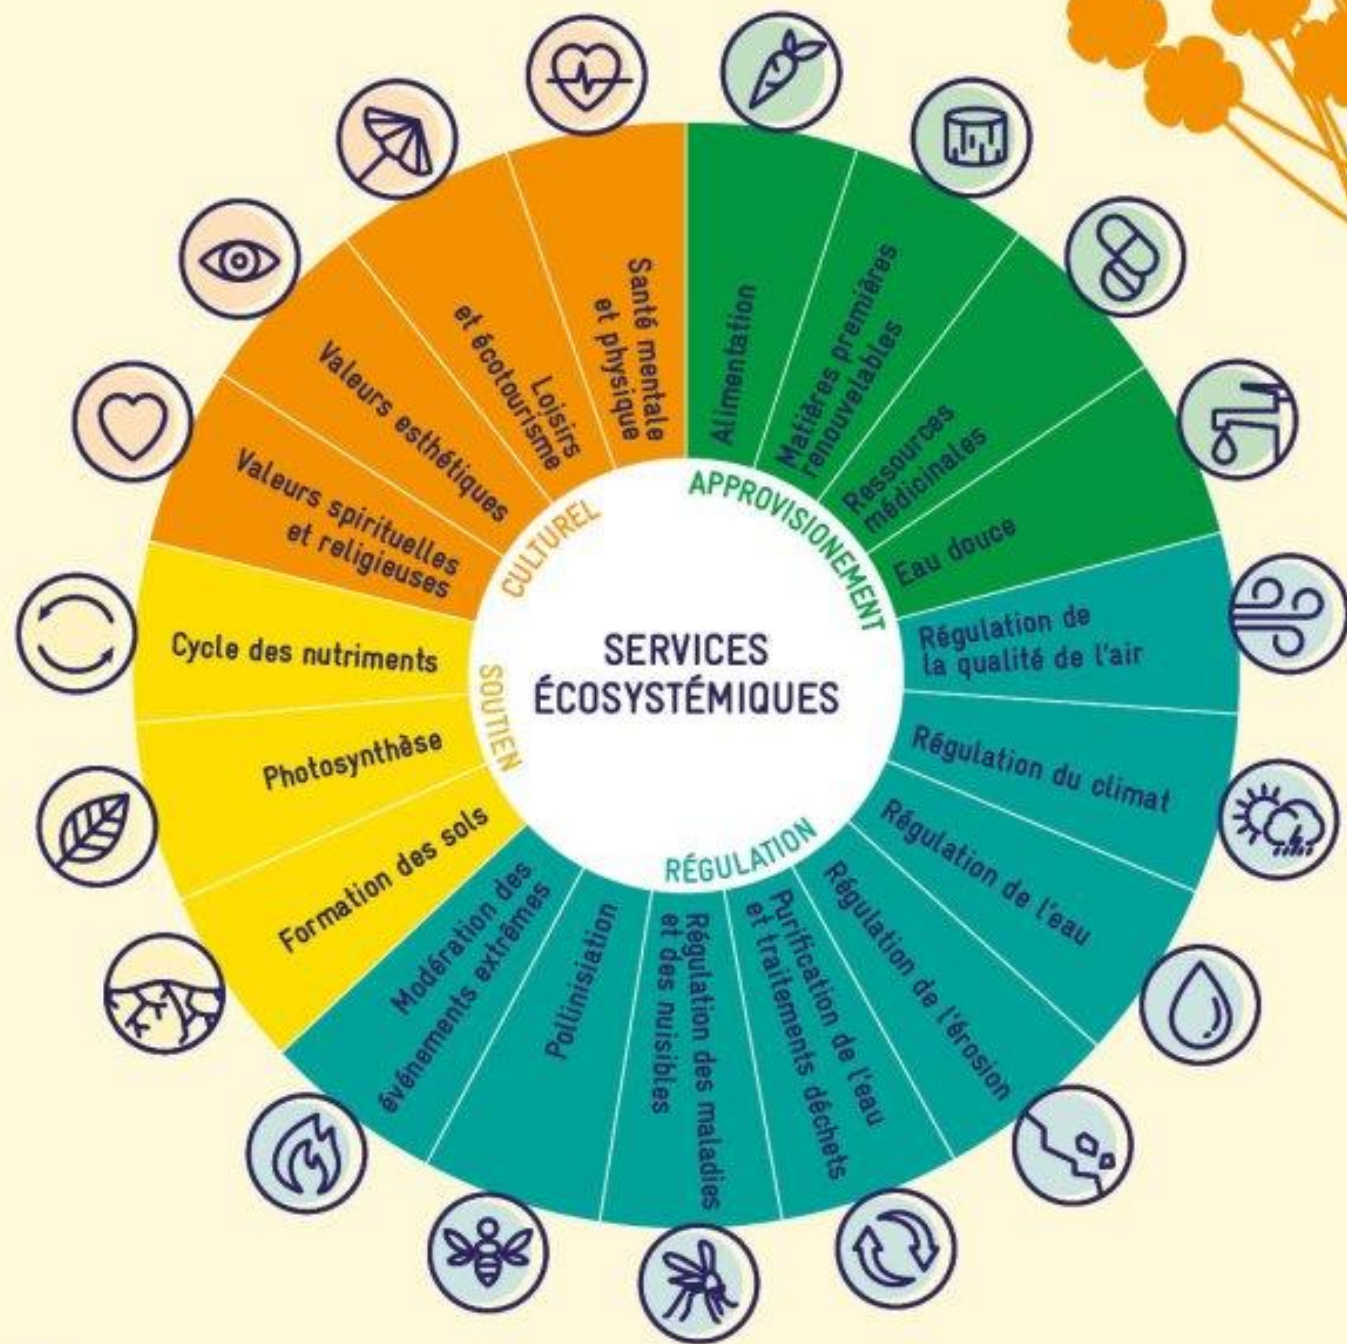 SERVICES
ÉCOSYSTÉMIQUES
APPROVISIONEMENT
Alimentation
Matières premières
renouvelables
Ressources
médicinales
Eau douce
RÉGULATION
Régulation de
la qualité de l'air
Régulation du climat
Régulation de l'eau
Régulation de l'érosion
Purification de l'eau
et traitements déchets
Régulation des maladies
et des nuisibles
Pollinisiation
Modération des
événements extrêmes
SOUTIEN
Formation des sols
Photosynthèse
Cycle des nutriments
CULTUREL
Valeurs spirituelles
et religieuses
Valeurs esthétiques
Loisirs
et écotourisme
Santé mentale
et physique